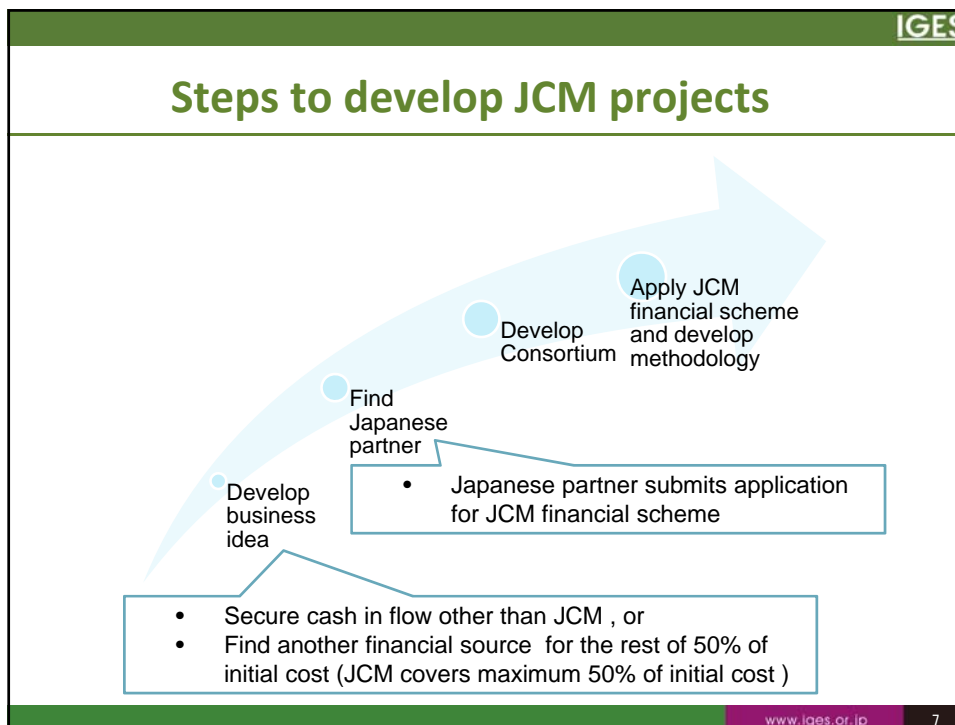 IGES
Steps to develop JCM projects
Apply JCM
financial scheme
and develop
methodology
Develop
Consortium
Find
Japanese
partner
• Japanese partner submits application
for JCM financial scheme
Develop
business
idea
• Secure cash in flow other than JCM , or
• Find another financial source for the rest of 50% of
initial cost (JCM covers maximum 50% of initial cost )
www.iges.or.jp 7